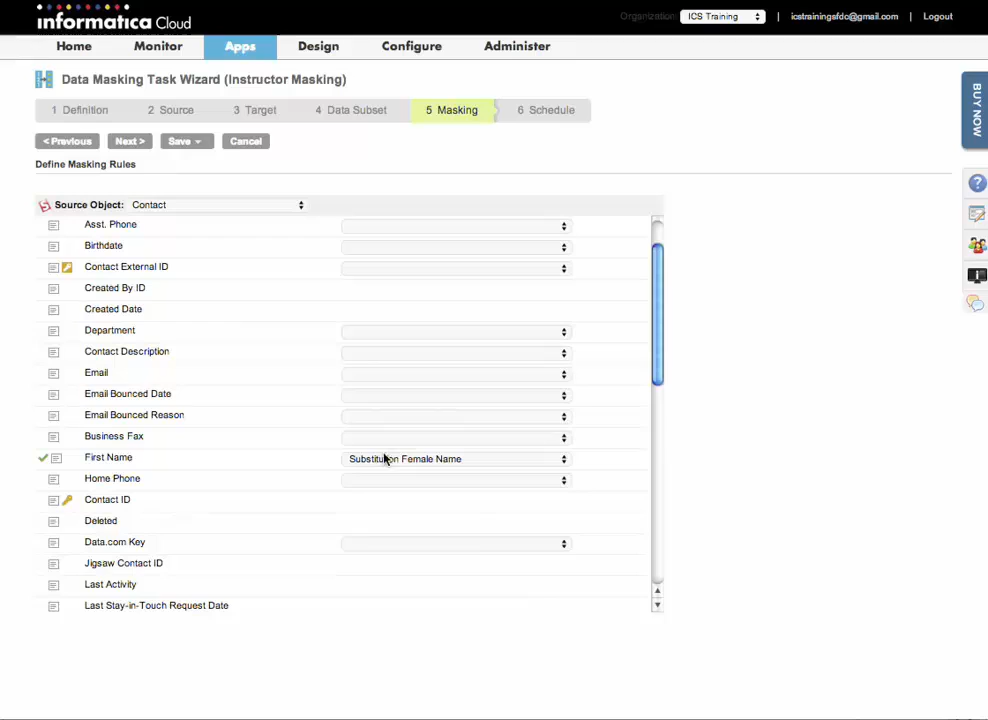 informatica Cloud
Organization: ICS Training | icstrainingsfdc@gmail.com | Logout
Home Monitor Apps Design Configure Administer
Data Masking Task Wizard (Instructor Masking)
1 Definition 2 Source 3 Target 4 Data Subset 5 Masking 6 Schedule
< Previous Next > Save Cancel
Define Masking Rules
Source Object: Contact
Asst. Phone
Birthdate
Contact External ID
Created By ID
Created Date
Department
Contact Description
Email
Email Bounced Date
Email Bounced Reason
Business Fax
First Name Substitution Female Name
Home Phone
Contact ID
Deleted
Data.com Key
Jigsaw Contact ID
Last Activity
Last Stay-in-Touch Request Date
BUY NOW